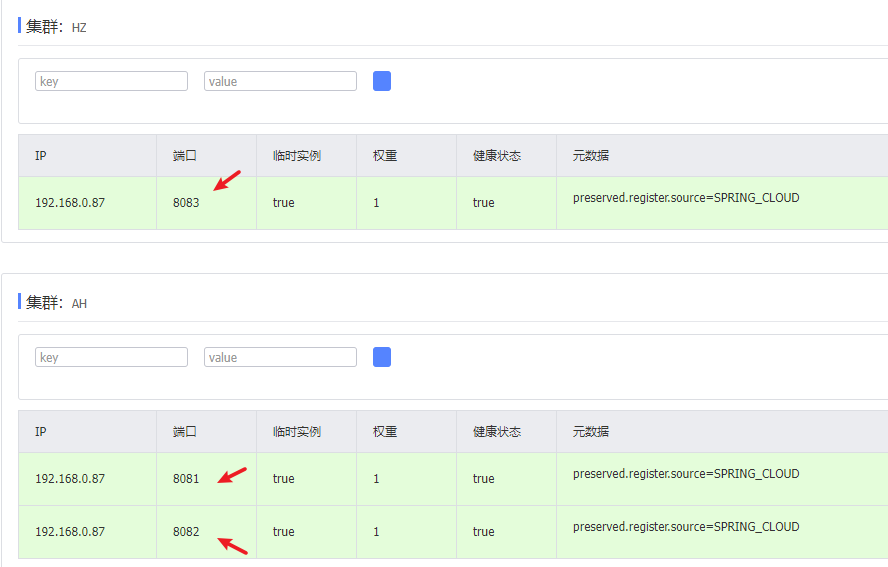 集群： HZ
key value
IP 端口 临时实例 权重 健康状态 元数据
192.168.0.87 8083 true 1 true preserved.register.source=SPRING_CLOUD
集群： AH
key value
IP 端口 临时实例 权重 健康状态 元数据
192.168.0.87 8081 true 1 true preserved.register.source=SPRING_CLOUD
192.168.0.87 8082 true 1 true preserved.register.source=SPRING_CLOUD